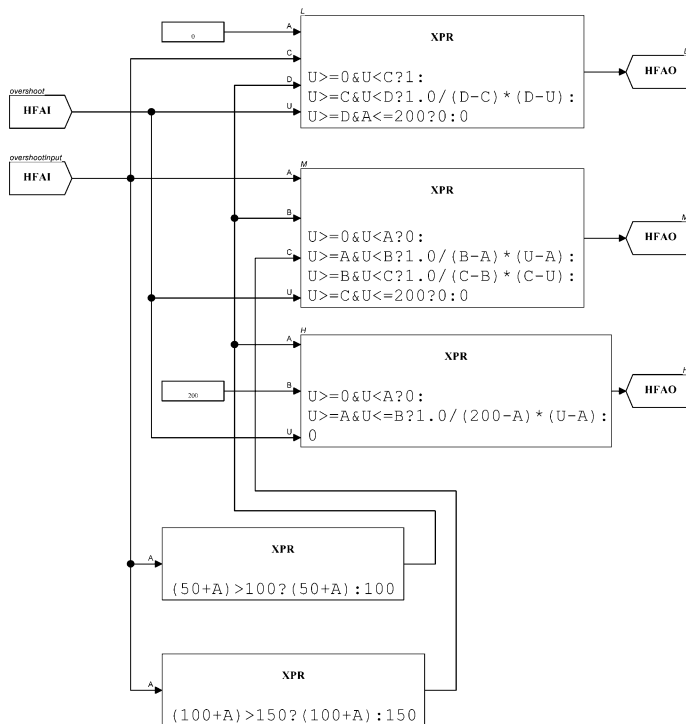 L
0
A
XPR
C
D
U
U>=0&U<C?1:
U>=C&U<D?1.0/(D-C)*(D-U):
U>=D&A<=200?0:0
HFAO
overshoot
HFAI
overshootinput
HFAI
M
A
XPR
B
C
U
U>=0&U<A?0:
U>=A&U<B?1.0/(B-A)*(U-A):
U>=B&U<C?1.0/(C-B)*(C-U):
U>=C&U<=200?0:0
M
HFAO
H
A
XPR
200
B
U
U>=0&U<A?0:
U>=A&U<=B?1.0/(200-A)*(U-A):
0
HFAO
A
XPR
(50+A)>100?(50+A):100
A
XPR
(100+A)>150?(100+A):150